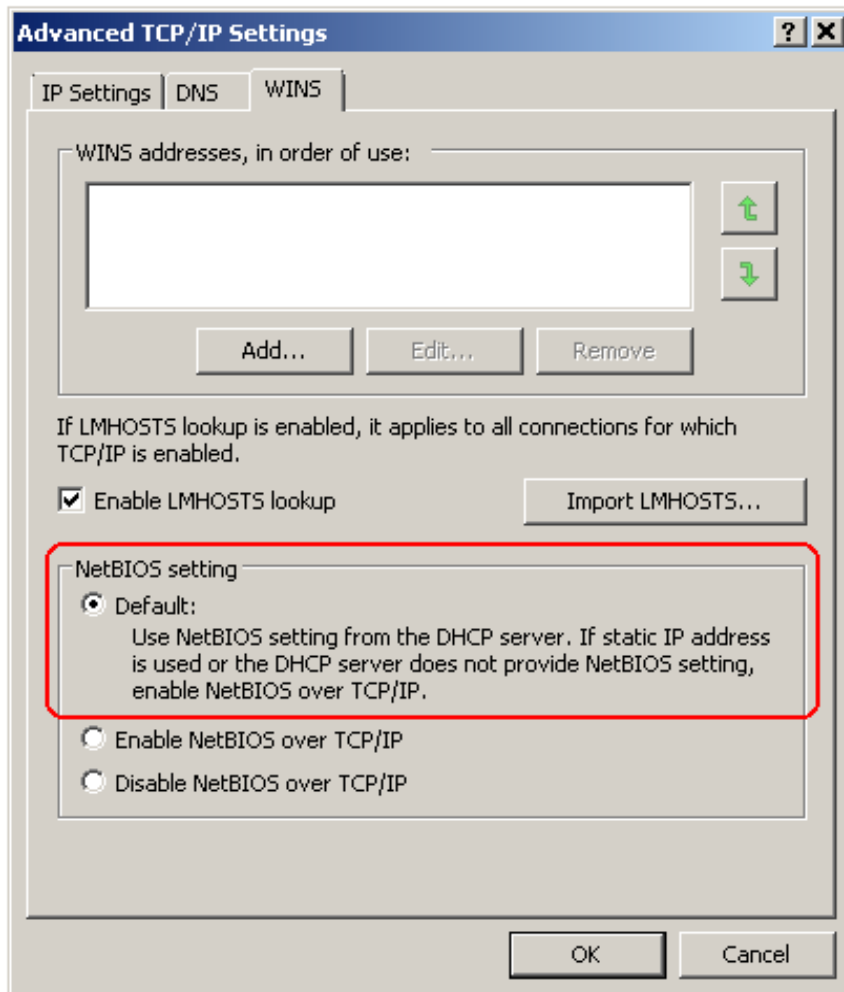 Advanced TCP/IP Settings
IP Settings DNS WINS
WINS addresses, in order of use:
Add... Edit... Remove
If LMHOSTS lookup is enabled, it applies to all connections for which
TCP/IP is enabled.
Enable LMHOSTS lookup Import LMHOSTS...
NetBIOS setting
Default:
Use NetBIOS setting from the DHCP server. If static IP address
is used or the DHCP server does not provide NetBIOS setting,
enable NetBIOS over TCP/IP.
Enable NetBIOS over TCP/IP
Disable NetBIOS over TCP/IP
OK Cancel